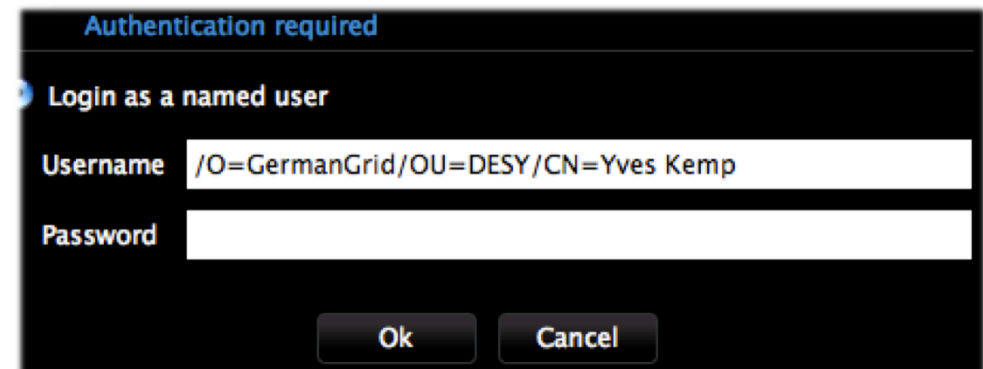 Authentication required
Login as a named user
Username /O=GermanGrid/OU=DESY/CN=Yves Kemp
Password
Ok Cancel